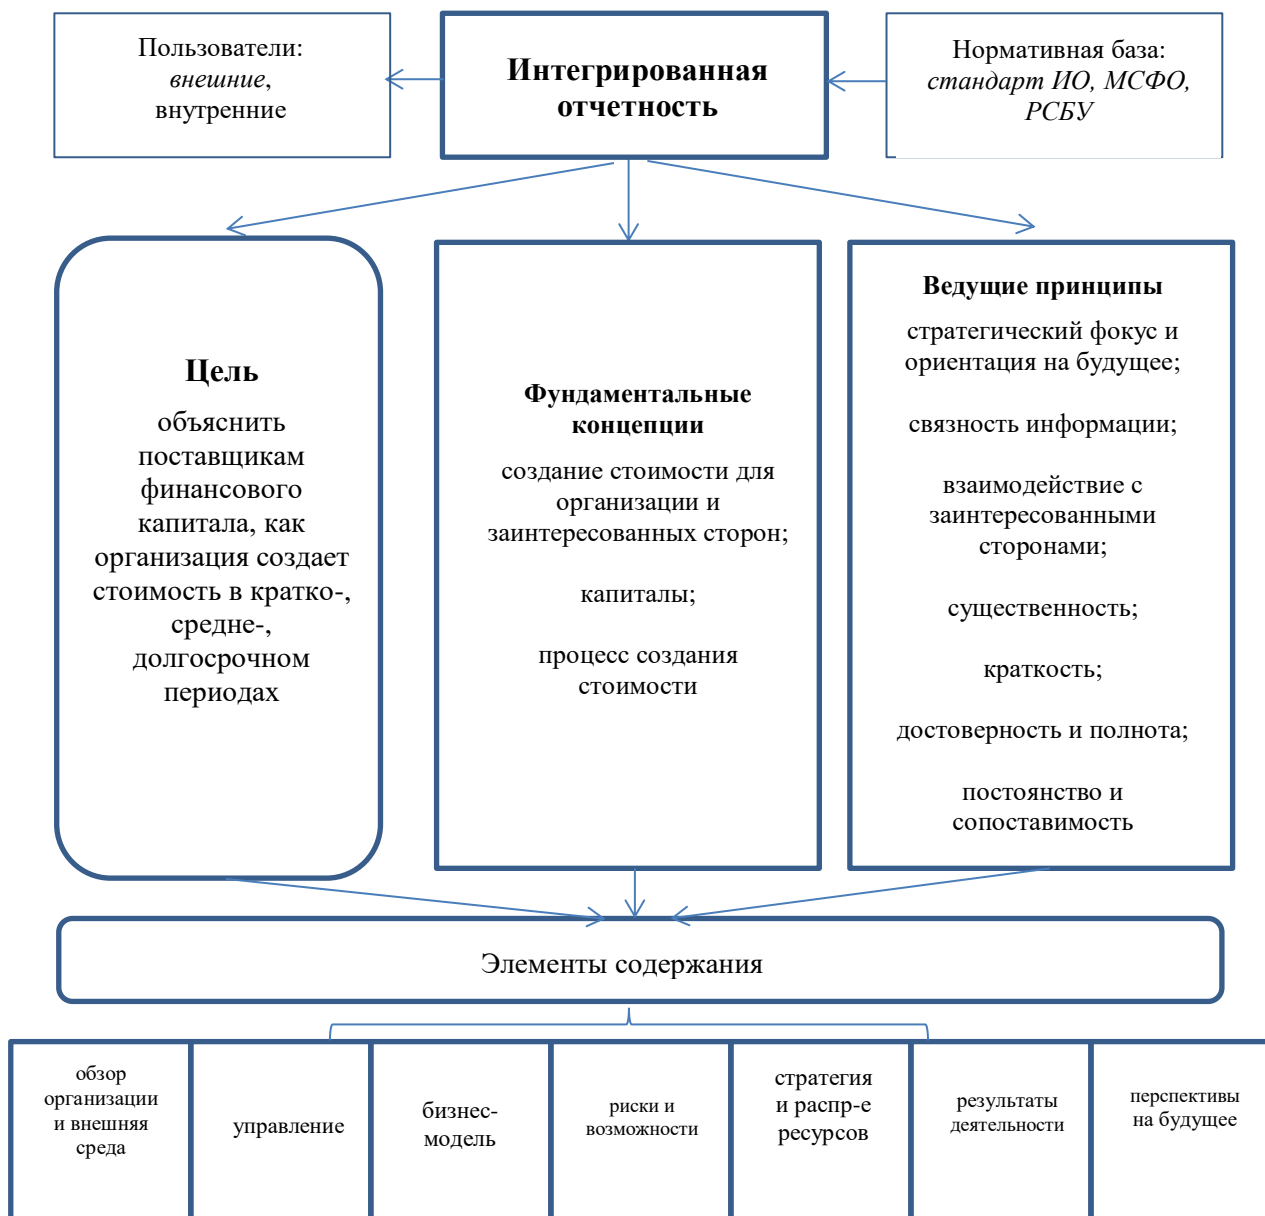 Пользователи:
внешние,
внутренние
Интегрированная
отчетность
Нормативная база:
стандарт ИО, МСФО,
РСБУ
Цель
объяснить
поставщикам
финансового
капитала, как
организация создает
стоимость в кратко-,
средне-,
долгосрочном
периодах
Фундаментальные
концепции
создание стоимости для
организации и
заинтересованных сторон;
капиталы;
процесс создания
стоимости
Ведущие принципы
стратегический фокус и
ориентация на будущее;
связность информации;
взаимодействие с
заинтересованными
сторонами;
существенность;
краткость;
достоверность и полнота;
постоянство и
сопоставимость
Элементы содержания
обзор
организации
и внешняя
среда
управление
бизнес-
модель
риски и
возможности
стратегия
и распр-е
ресурсов
результаты
деятельности
перспективы
на будущее